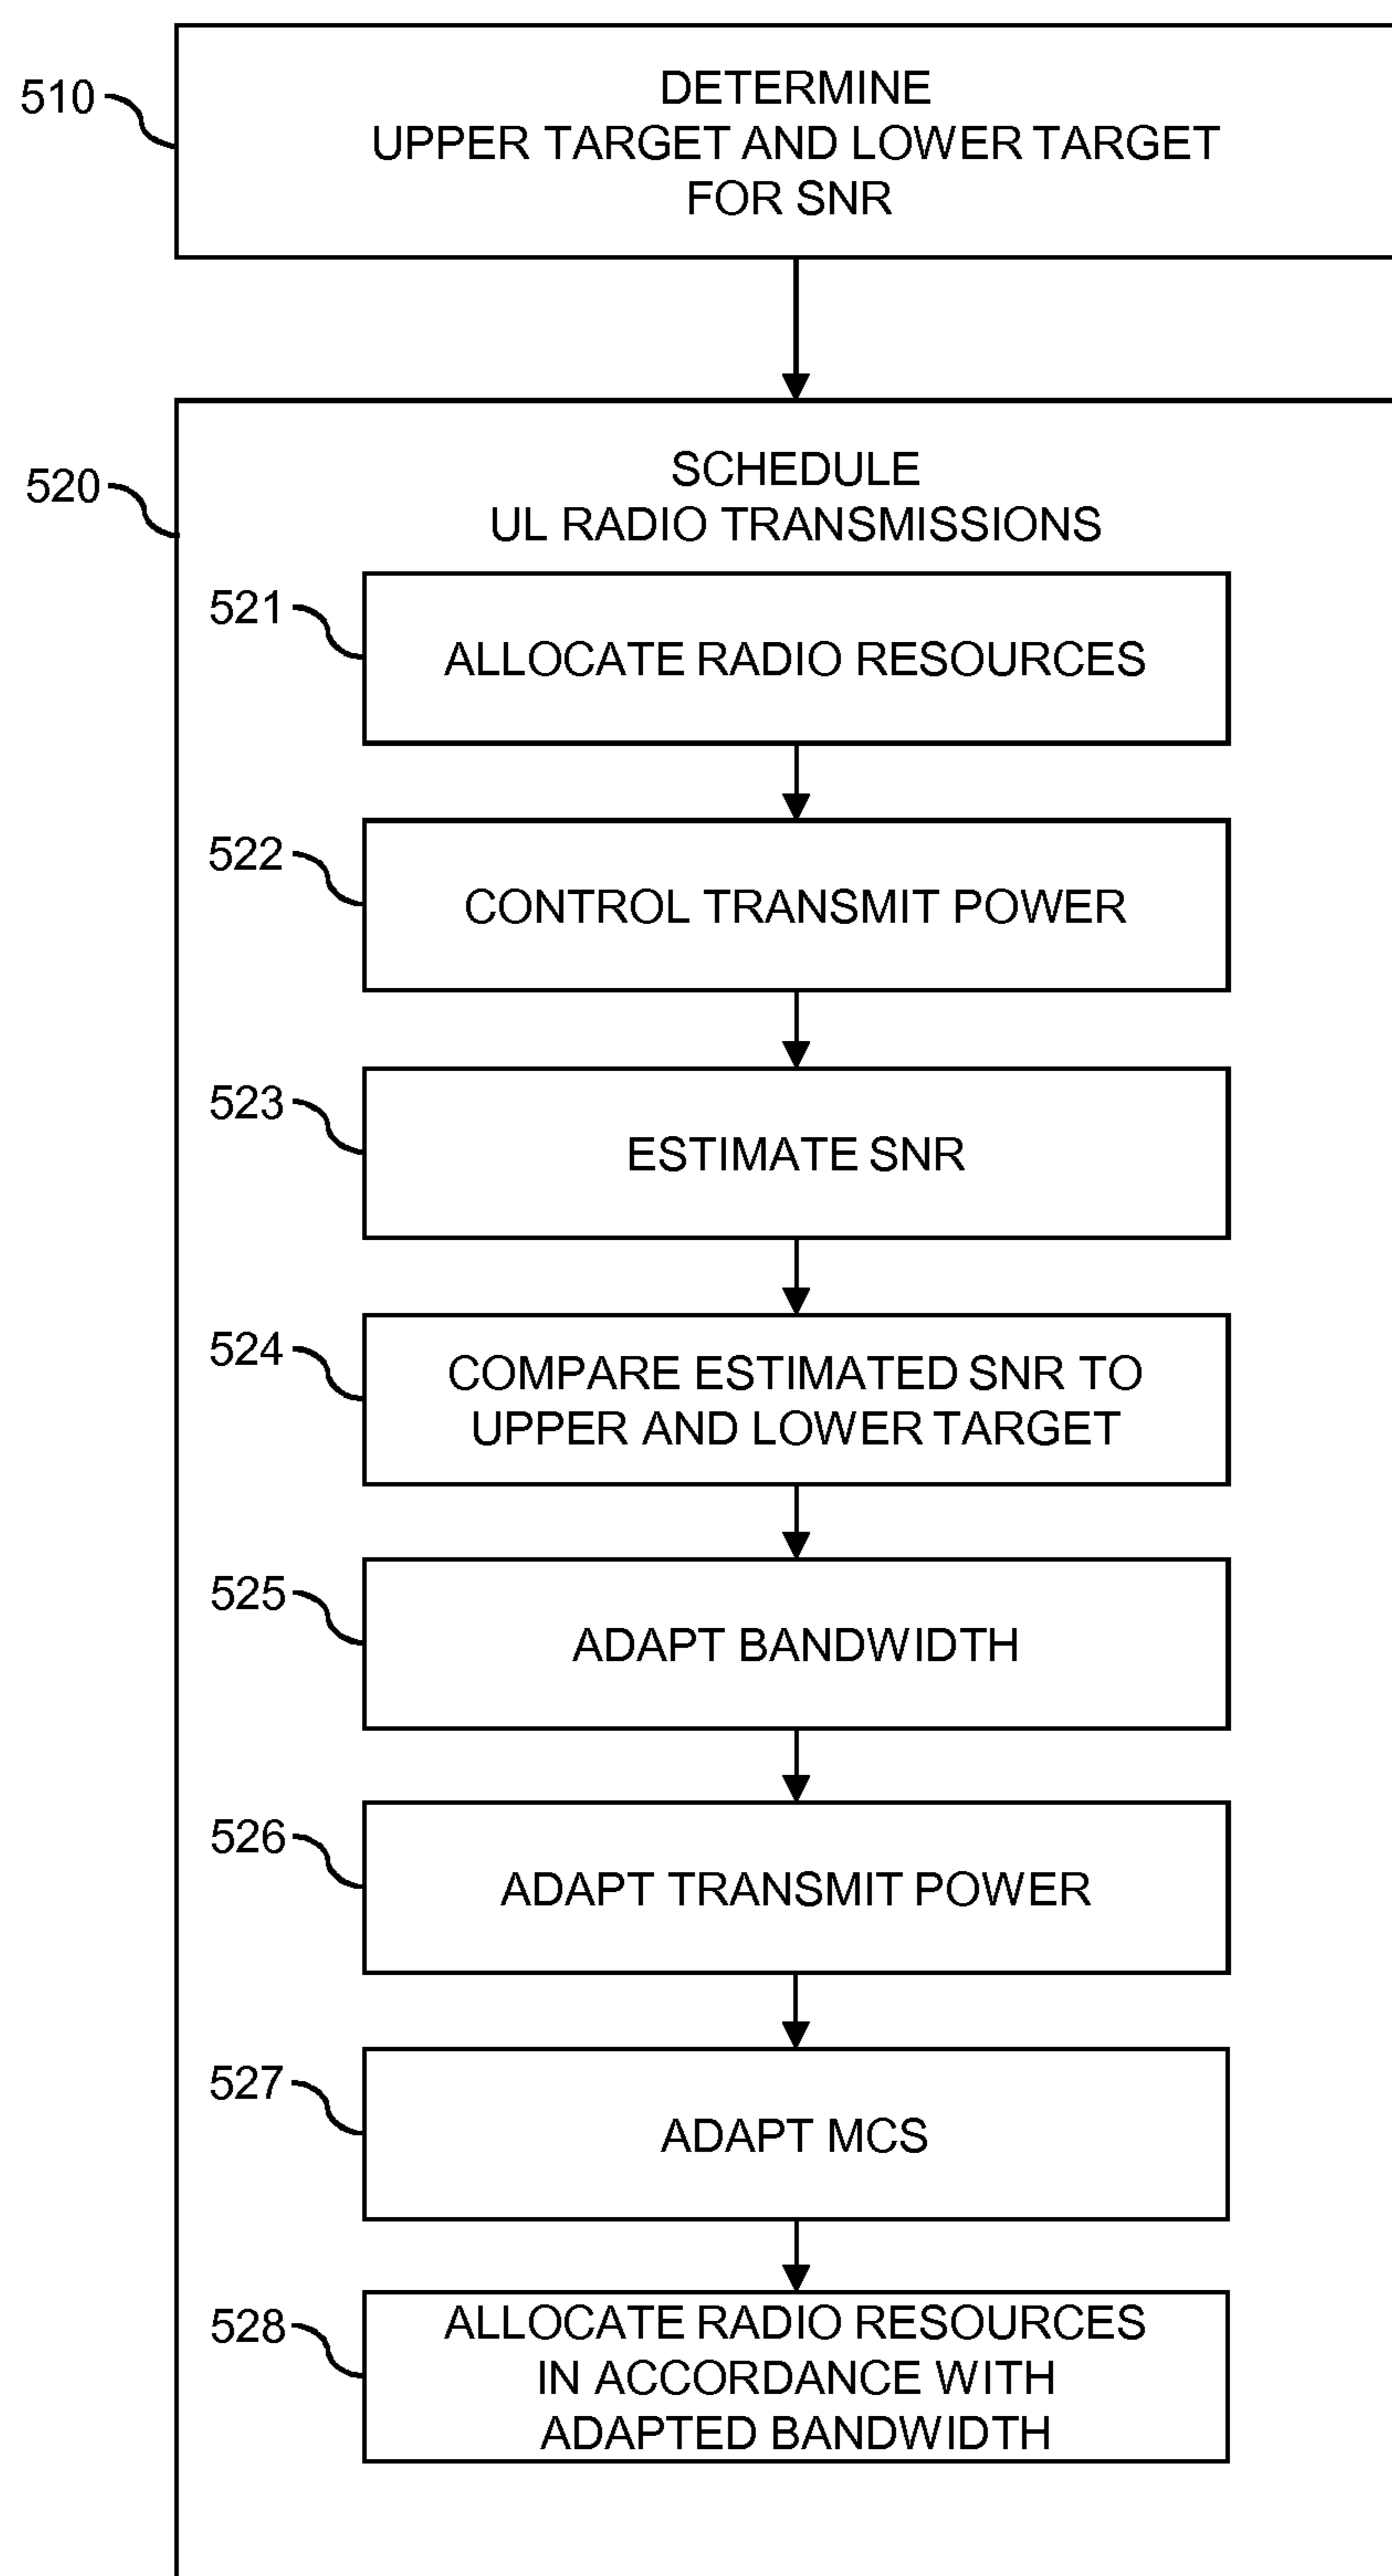 510
DETERMINE
UPPER TARGET AND LOWER TARGET
FOR SNR
520
SCHEDULE
UL RADIO TRANSMISSIONS
521
ALLOCATE RADIO RESOURCES
522
CONTROL TRANSMIT POWER
523
ESTIMATE SNR
524
COMPARE ESTIMATED SNR TO
UPPER AND LOWER TARGET
525
ADAPT BANDWIDTH
526
ADAPT TRANSMIT POWER
527
ADAPT MCS
528
ALLOCATE RADIO RESOURCES
IN ACCORDANCE WITH
ADAPTED BANDWIDTH